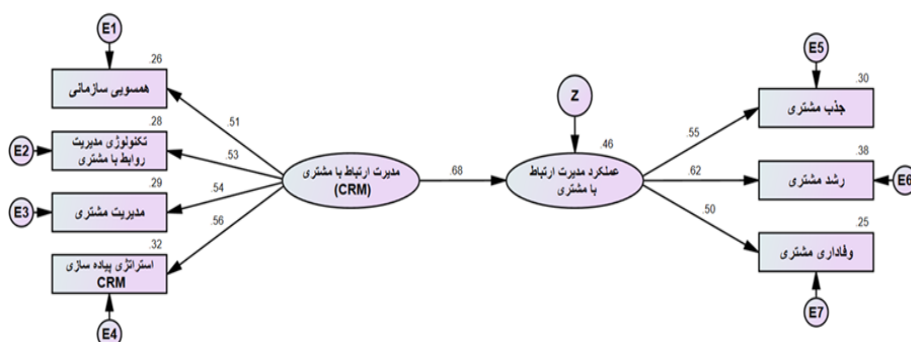 E1
.26
همسویی سازمانی
.51
E2
.28
تکنولوژی مدیریت
روابط با مشتری
.53
E3
.29
مدیریت مشتری
.54
.32
استراتژی پیاده سازی
CRM
.56
E4
مدیرت ارتباط با مشتری
(CRM)
.68
Z
.46
عملکرد مدیرت ارتباط
با مشتری
E5
.30
جذب مشتری
.55
.38
رشد مشتری
.62
E6
.25
وفاداری مشتری
.50
E7